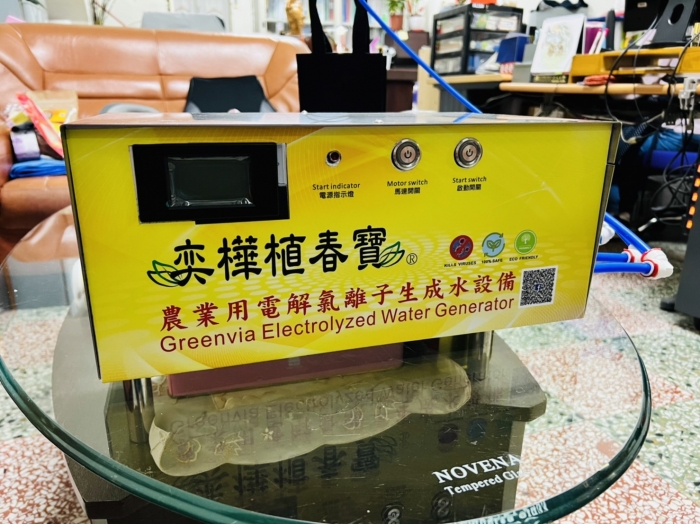 Start indicator
電源指示燈
Motor switch
馬達開關
Start switch
啟動開關
奕樺植春寶®
KILLS VIRUSES
100% SAFE
ECO FRIENDLY
農業用電解氯離子生成水設備
Greenvia Electrolyzed Water Generator
NOVENA
Tempered Gl